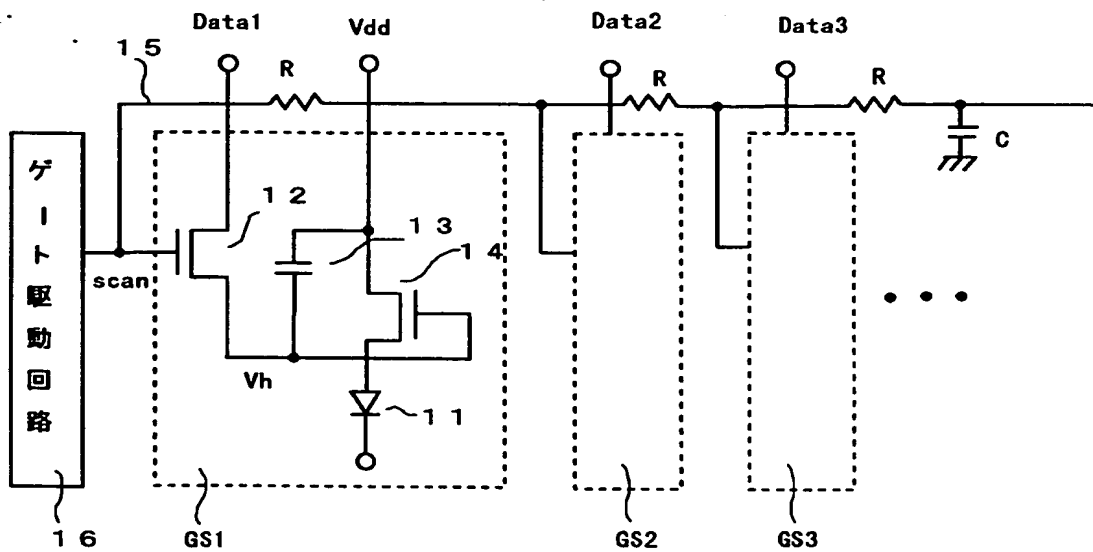 Data1
Vdd
Data2
Data3
15
R
R
R
C
ゲート駆動回路
12
13
14
scan
Vh
11
16
GS1
GS2
GS3